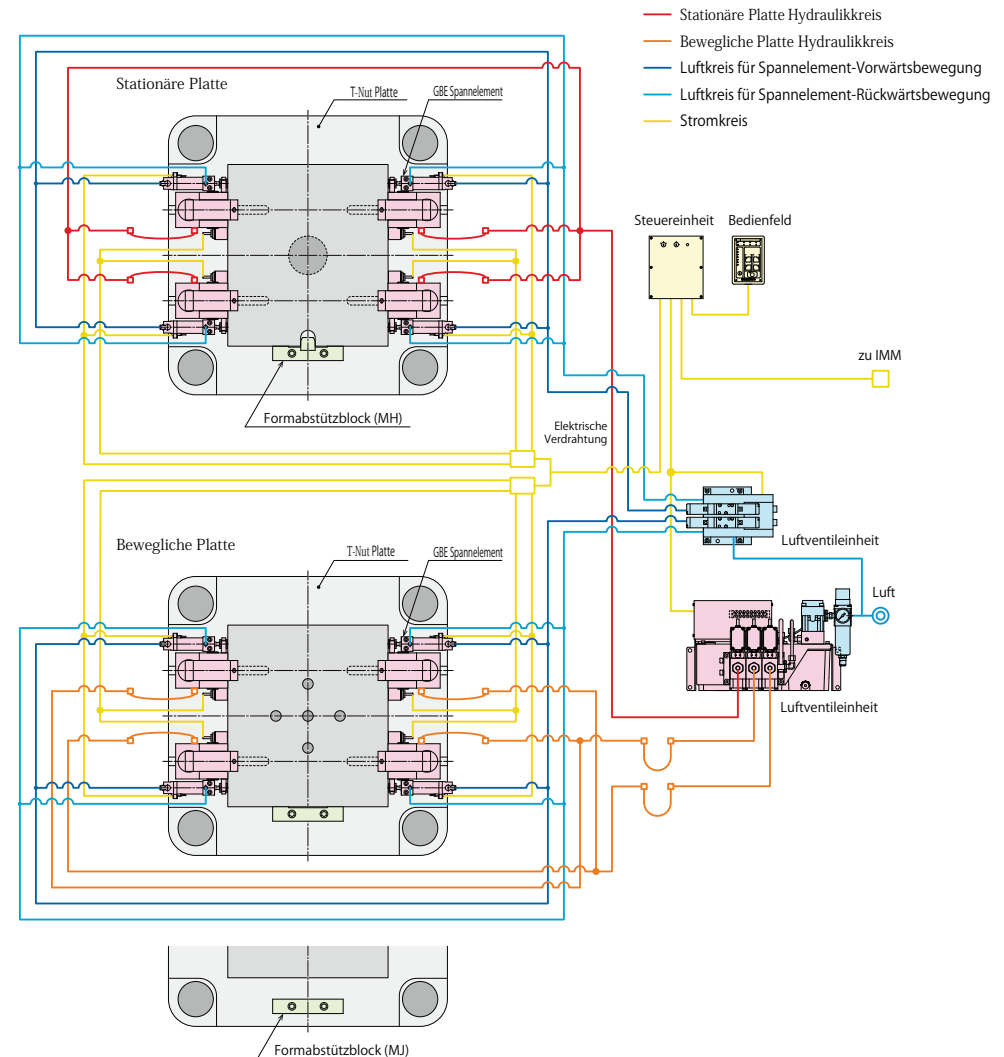 Stationäre Platte Hydraulikkreis
Bewegliche Platte Hydraulikkreis
Luftkreis für Spannelement-Vorwärtsbewegung
Luftkreis für Spannelement-Rückwärtsbewegung
Stromkreis
Stationäre Platte
T-Nut Platte
GBE Spannelement
Steuereinheit
Bedienfeld
zu IMM
Formabstützblock (MH)
Elektrische
Verdrahtung
Luftventileinheit
Bewegliche Platte
T-Nut Platte
GBE Spannelement
Luft
Luftventileinheit
Formabstützblock (MJ)